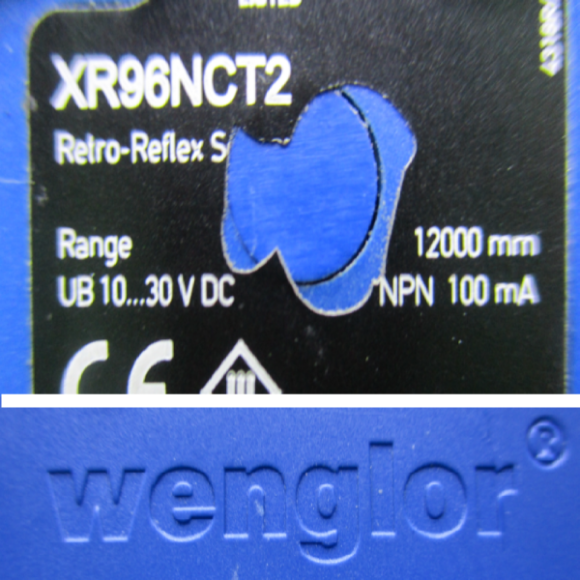 XR96NCT2
Retro-Reflex S
Range 12000 mm
UB 10...30 V DC NPN 100 mA
CE
wenglor®